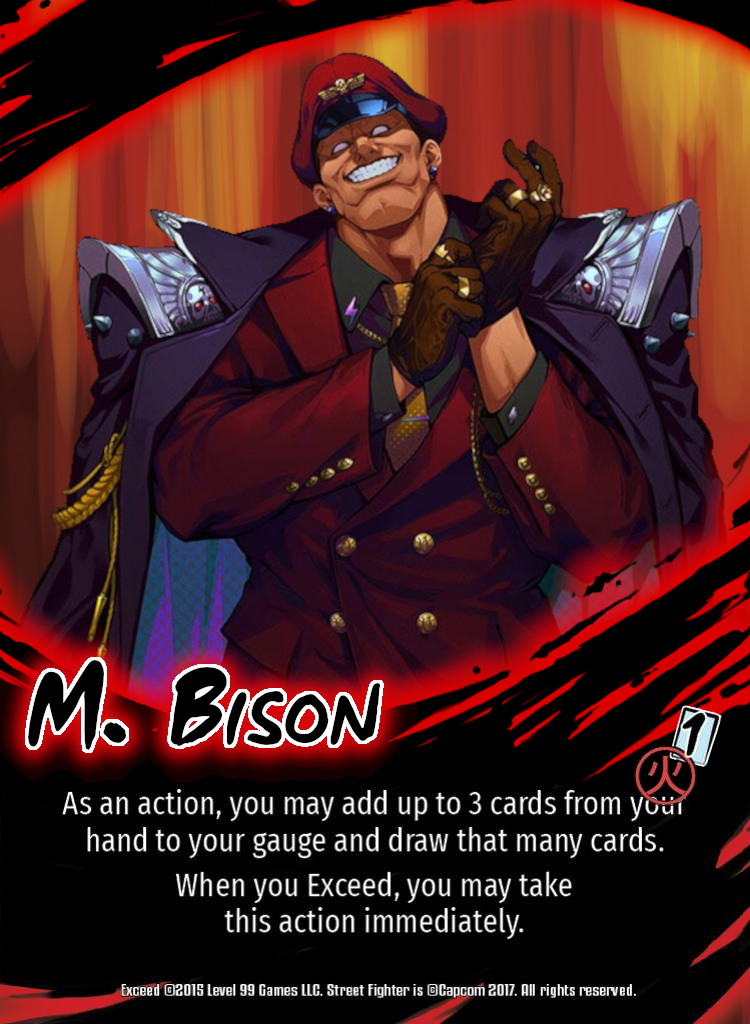 M. BISON
1
火
As an action, you may add up to 3 cards from your
hand to your gauge and draw that many cards.
When you Exceed, you may take
this action immediately.
Exceed ©2015 Level 99 Games LLC. Street Fighter is ©Capcom 2017. All rights reserved.